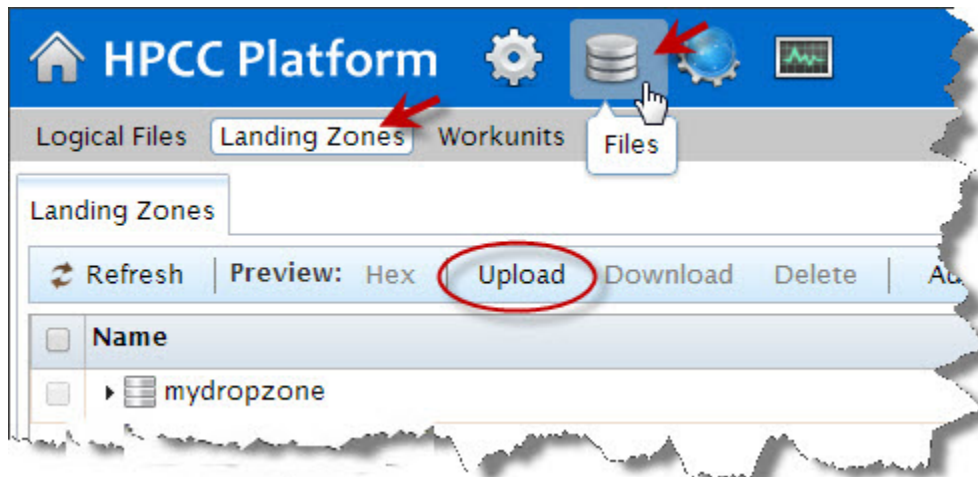 HPCC Platform
Logical Files Landing Zones Workunits Files
Landing Zones
Refresh Preview: Hex Upload Download Delete
Name
mydropzone